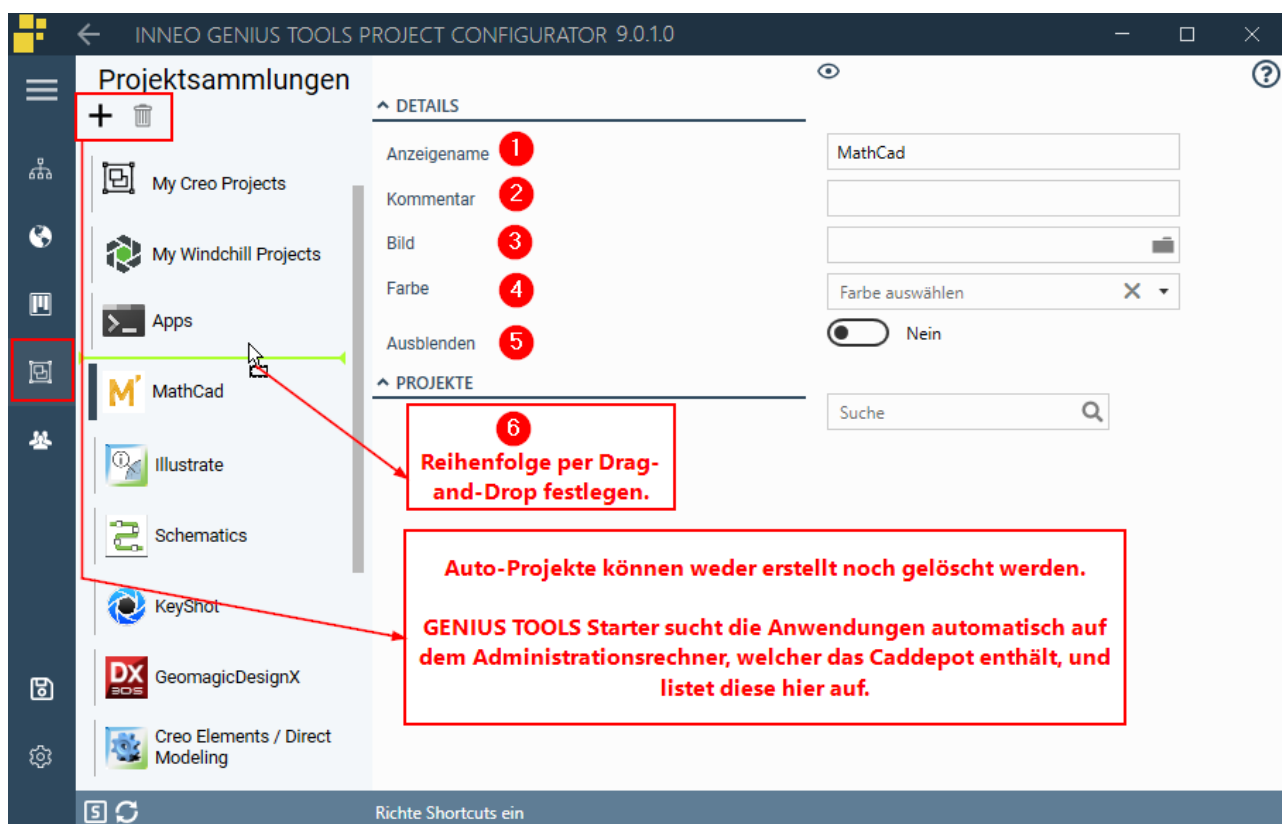 INNEO GENIUS TOOLS PROJECT CONFIGURATOR 9.0.1.0
Projektsammlungen
My Creo Projects
My Windchill Projects
Apps
MathCad
Illustrate
Schematics
KeyShot
DX
3DS
GeomagicDesignX
Creo Elements / Direct
Modeling
DETAILS
Anzeigename 1
MathCad
Kommentar 2
Bild 3
Farbe 4
Farbe auswählen
Ausblenden 5
Nein
PROJEKTE
Suche
6
Reihenfolge per Drag-
and-Drop festlegen.
Auto-Projekte können weder erstellt noch gelöscht werden.
GENIUS TOOLS Starter sucht die Anwendungen automatisch auf
dem Administrationsrechner, welcher das Caddepot enthält, und
listet diese hier auf.
S
Richte Shortcuts ein